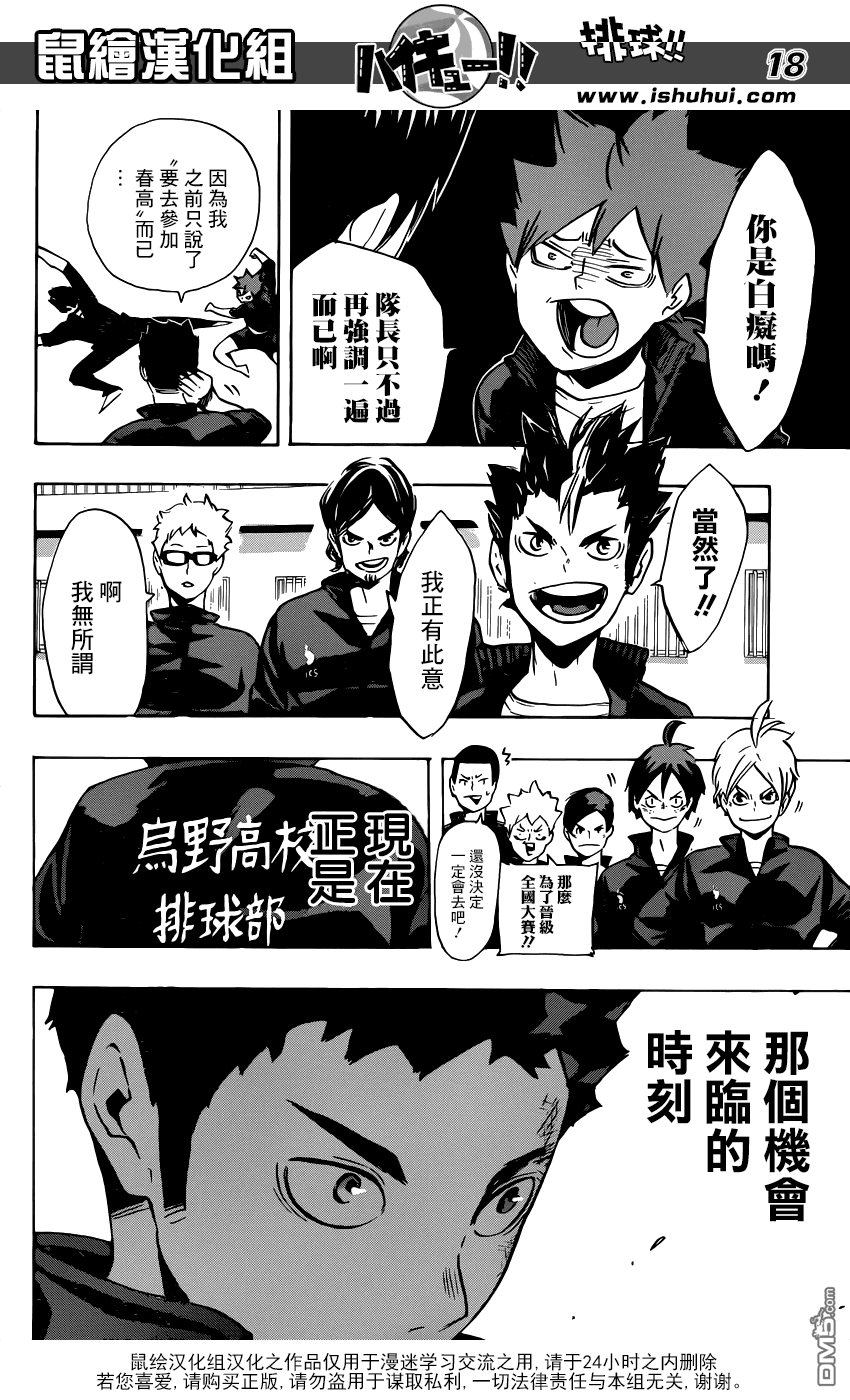 鼠繪漢化組
ハイキュー!!
排球!!
18
www.ishuhui.com
你是白癡嗎！
隊長只不過
再強調一遍
而已啊
因為我
之前只說了
“要去參加
春高”而已
…
當然了!!
我正有此意
啊
我無所謂
那麼
為了晉級
全國大賽!!
還沒決定
一定會去吧！
現在
正是
烏野高校
排球部
ICS
ICS
那個機會
來臨的
時刻
DM5.com
鼠绘汉化组汉化之作品仅用于漫迷学习交流之用, 请于24小时之内删除
若您喜爱, 请购买正版, 请勿用于谋取私利, 一切法律责任与本组无关, 谢谢。